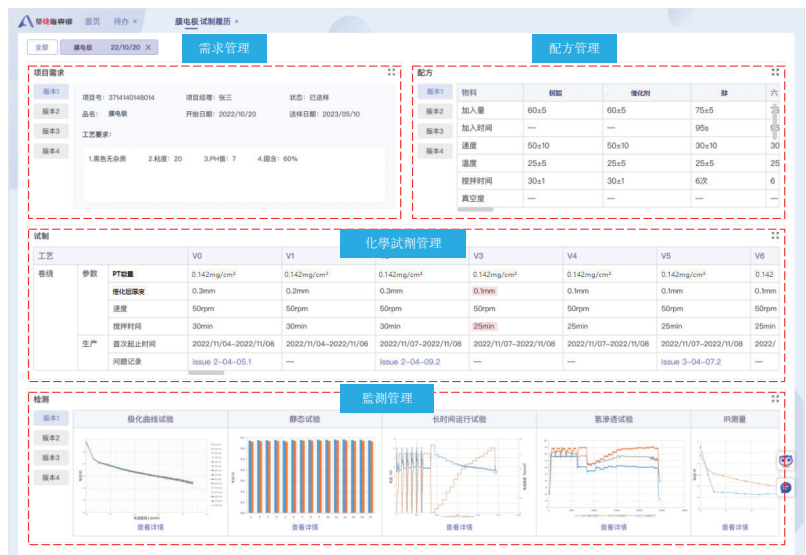 首页 待办 × 膜电极试制履历 ×
全部 膜电极 22/10/20 ×
需求管理
配方管理
项目需求
版本1
版本2
版本3
版本4
项目号: 3714140148014 项目经理: 张三 状态: 已送样
品名: 膜电极 开始日期: 2022/10/20 送样日期: 2023/05/10
工艺要求:
1.黑色无杂质 2.粘度: 20 3.PH值: 7 4.固含: 60%
配方
版本1
版本2
版本3
版本4
物料 树脂 催化剂 醇 六
加入量 60±5 60±5 75±5
加入时间 — — 95s
速度 50±10 50±10 30±10 30
温度 25±5 25±5 25±5 25
搅拌时间 30±1 30±1 6次 6
真空度 — — — —
化學試劑管理
试制
工艺 V0 V1 V3 V4 V5 V6
卷绕 参数 PT载量 0.142mg/cm² 0.142mg/cm² 0.142mg/cm² 0.142mg/cm² 0.142mg/cm² 0.142mg/cm² 0.142
催化层厚度 0.3mm 0.2mm 0.3mm 0.1mm 0.1mm 0.1mm 0.1mm
速度 50rpm 50rpm 50rpm 50rpm 50rpm 50rpm 50rpm
搅拌时间 30min 30min 30min 25min 25min 25min 25min
生产 首次起止时间 2022/11/04-2022/11/06 2022/11/04-2022/11/06 2022/11/07-2022/11/08 2022/11/07-2022/11/08 2022/11/07-2022/11/08 2022/11/07-2022/11/08 2022/
问题记录 issue 2-04-05.1 — issue 2-04-09.2 — — issue 3-04-07.2 —
監測管理
检测
版本1
版本2
版本3
版本4
极化曲线试验 静态试验 长时间运行试验 氢渗透试验 IR测量
查看详情 查看详情 查看详情 查看详情 查看详情